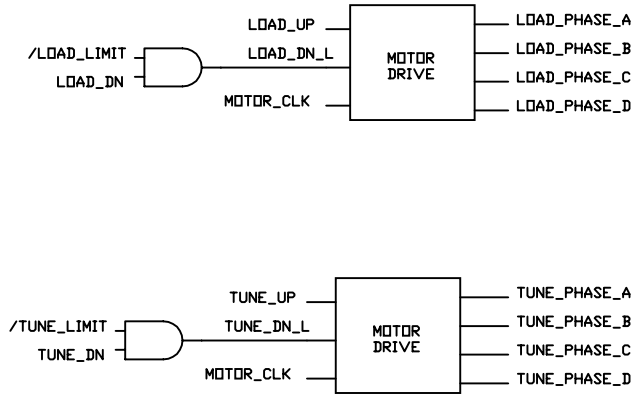 LOAD_UP
LOAD_PHASE_A
/LOAD_LIMIT
LOAD_DN_L
LOAD_PHASE_B
LOAD_DN
MOTOR
DRIVE
LOAD_PHASE_C
MOTOR_CLK
LOAD_PHASE_D
TUNE_UP
TUNE_PHASE_A
/TUNE_LIMIT
TUNE_DN_L
TUNE_PHASE_B
TUNE_DN
MOTOR
DRIVE
TUNE_PHASE_C
MOTOR_CLK
TUNE_PHASE_D